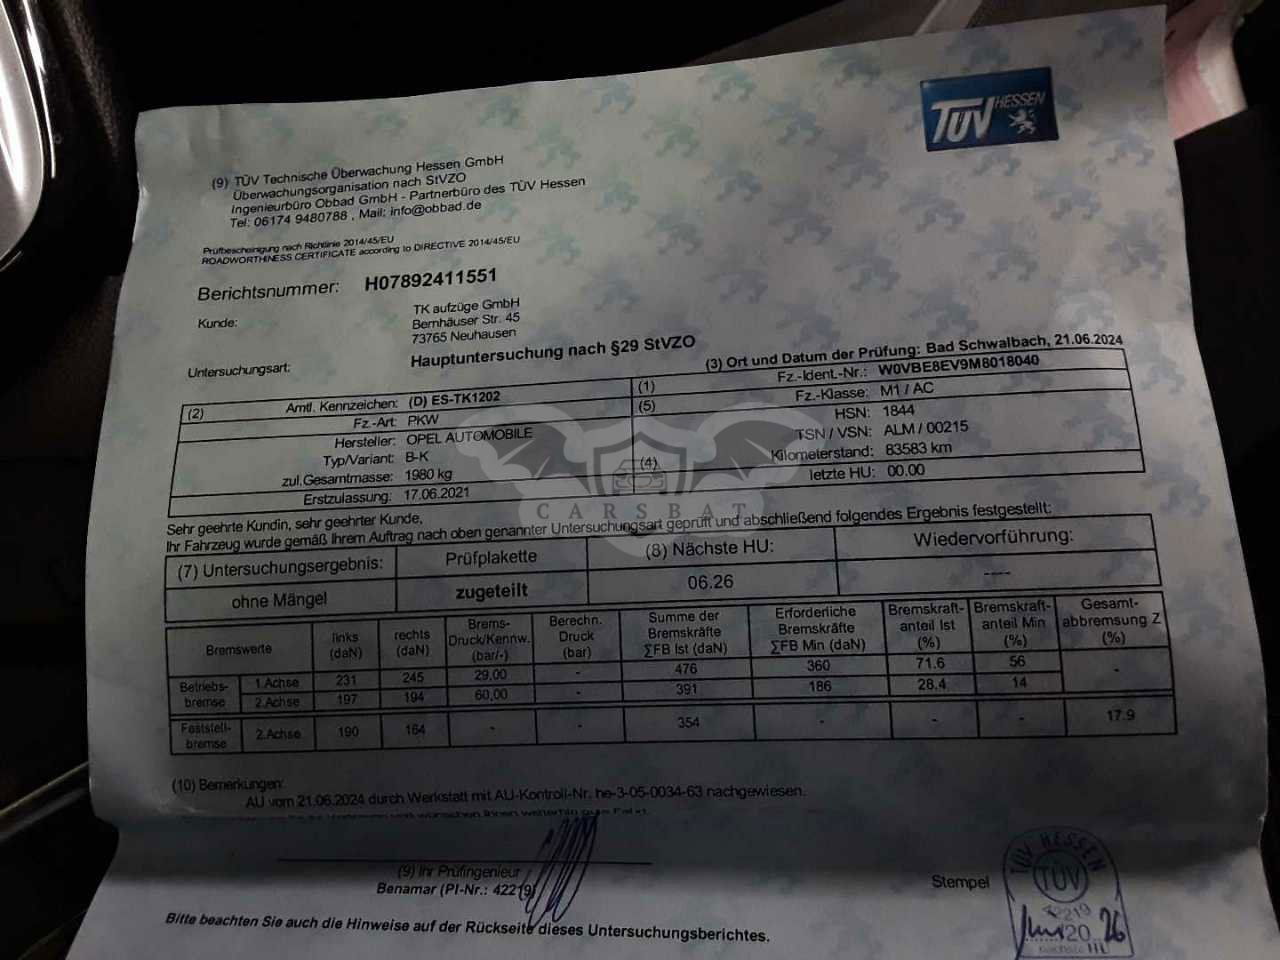 TÜV HESSEN
(9) TÜV Technische Überwachung Hessen GmbH
Überwachungsorganisation nach StVZO
Ingenieurbüro Obbad GmbH - Partnerbüro des TÜV Hessen
Tel: 06174 9480788 , Mail: info@obbad.de
Prüfbescheinigung nach Richtlinie 2014/45/EU
ROADWORTHINESS CERTIFICATE according to DIRECTIVE 2014/45/EU
Berichtsnummer: H07892411551
Kunde: TK aufzüge GmbH
Bernhäuser Str. 45
73765 Neuhausen
Untersuchungsart: Hauptuntersuchung nach §29 StVZO
(3) Ort und Datum der Prüfung: Bad Schwalbach, 21.06.2024
(2) Amtl. Kennzeichen: (D) ES-TK1202 (1) Fz.-Ident.-Nr.: W0VBE8EV9M8018040
Fz.-Art: PKW (5) Fz.-Klasse: M1 / AC
Hersteller: OPEL AUTOMOBILE HSN: 1844
Typ/Variant: B-K TSN / VSN: ALM / 00215
zul.Gesamtmasse: 1980 kg (4) Kilometerstand: 83583 km
Erstzulassung: 17.06.2021 letzte HU: 00.00
CARSBAT
Sehr geehrte Kundin, sehr geehrter Kunde,
Ihr Fahrzeug wurde gemäß Ihrem Auftrag nach oben genannter Untersuchungsart geprüft und abschließend folgendes Ergebnis festgestellt:
(7) Untersuchungsergebnis: Prüfplakette (8) Nächste HU: Wiedervorführung:
ohne Mängel zugeteilt 06.26 ----
Bremswerte links (daN) rechts (daN) Brems-Druck/Kennw. (bar/-) Berechn. Druck (bar) Summe der Bremskräfte ∑FB Ist (daN) Erforderliche Bremskräfte ∑FB Min (daN) Bremskraft-anteil Ist (%) Bremskraft-anteil Min (%) Gesamt-abbremsung Z (%)
Betriebs-bremse 1.Achse 231 245 29,00 - 476 360 71.6 56 -
2.Achse 197 194 60,00 - 391 186 28.4 14
Feststell-bremse 2.Achse 190 164 - - 354 - - - 17.9
(10) Bemerkungen:
AU vom 21.06.2024 durch Werkstatt mit AU-Kontroll-Nr. he-3-05-0034-63 nachgewiesen.
(9) Ihr Prüfingenieur
Benamar (PI-Nr.: 42219)
Stempel
TÜV HESSEN
TÜV
42219
20 26
Bitte beachten Sie auch die Hinweise auf der Rückseite dieses Untersuchungsberichtes.